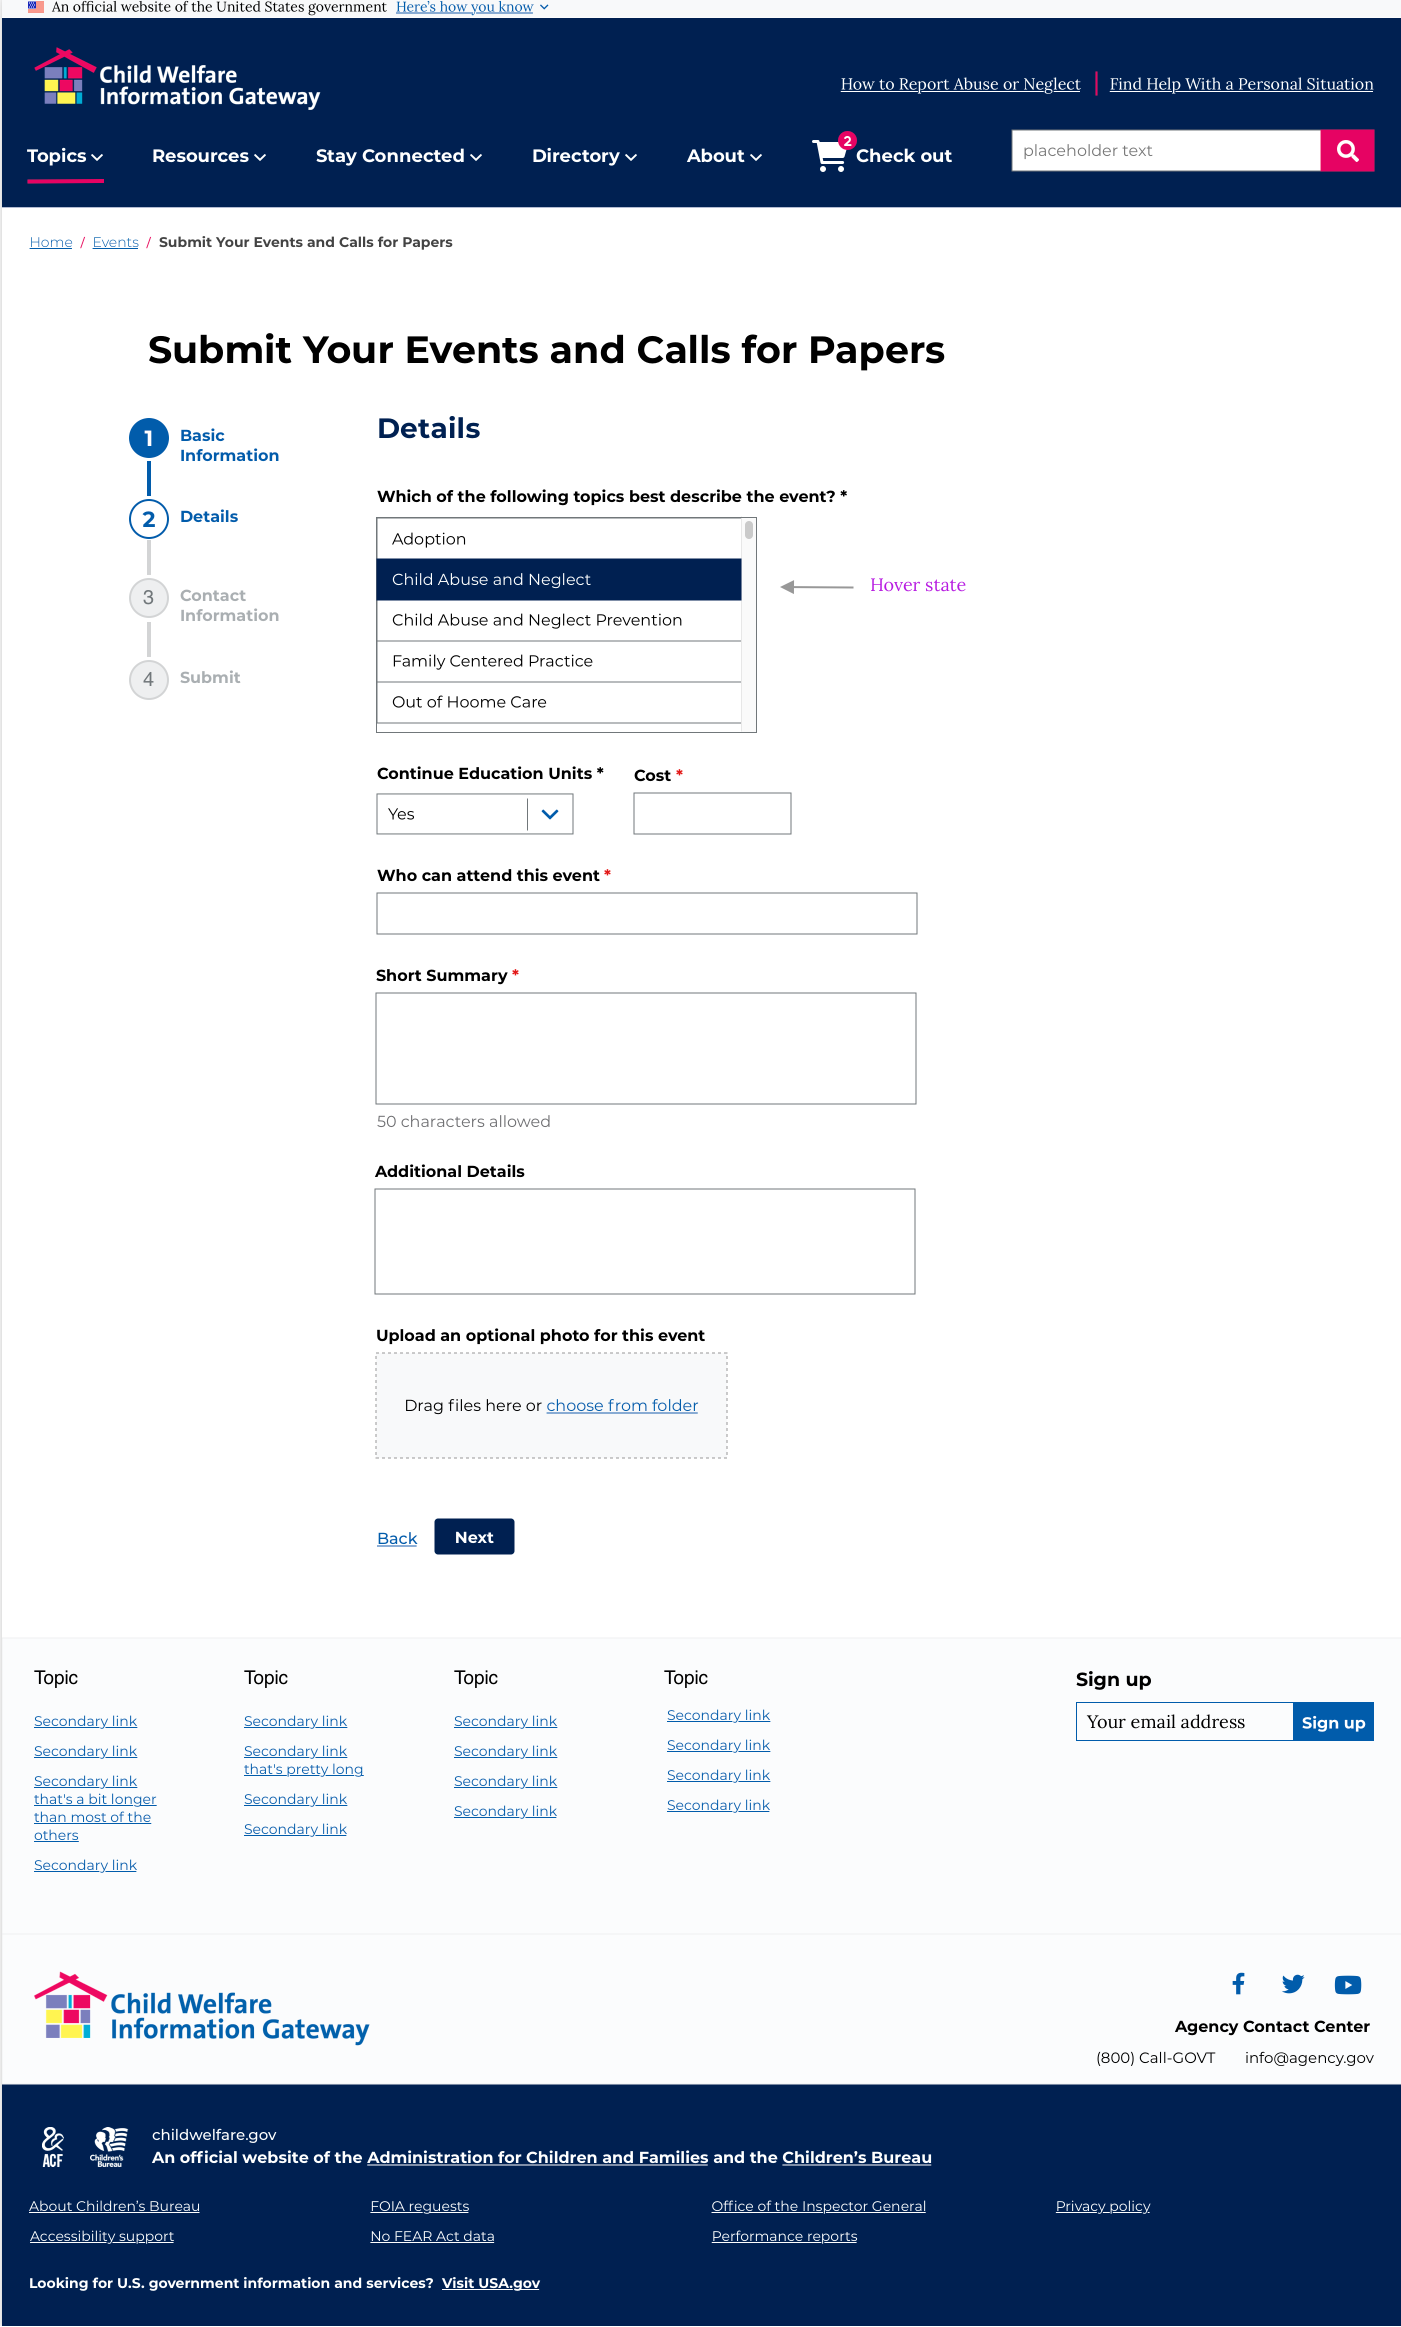 An official website of the United States government Here's how you know
Child Welfare
Information Gateway
How to Report Abuse or Neglect Find Help With a Personal Situation
Topics Resources Stay Connected Directory About 2 Check out placeholder text
Home / Events / Submit Your Events and Calls for Papers
Submit Your Events and Calls for Papers
1 Basic
Information
2 Details
3 Contact
Information
4 Submit
Details
Which of the following topics best describe the event? *
Adoption
Child Abuse and Neglect
Hover state
Child Abuse and Neglect Prevention
Family Centered Practice
Out of Hoome Care
Continue Education Units * Cost *
Yes
Who can attend this event *
Short Summary *
50 characters allowed
Additional Details
Upload an optional photo for this event
Drag files here or choose from folder
Back Next
Topic
Secondary link
Secondary link
Secondary link
that's a bit longer
than most of the
others
Secondary link
Topic
Secondary link
Secondary link
that's pretty long
Secondary link
Secondary link
Topic
Secondary link
Secondary link
Secondary link
Secondary link
Topic
Secondary link
Secondary link
Secondary link
Secondary link
Sign up
Your email address Sign up
Child Welfare
Information Gateway
Agency Contact Center
(800) Call-GOVT info@agency.gov
ACF
Children's
Bureau
childwelfare.gov
An official website of the Administration for Children and Families and the Children’s Bureau
About Children’s Bureau FOIA requests Office of the Inspector General Privacy policy
Accessibility support No FEAR Act data Performance reports
Looking for U.S. government information and services? Visit USA.gov